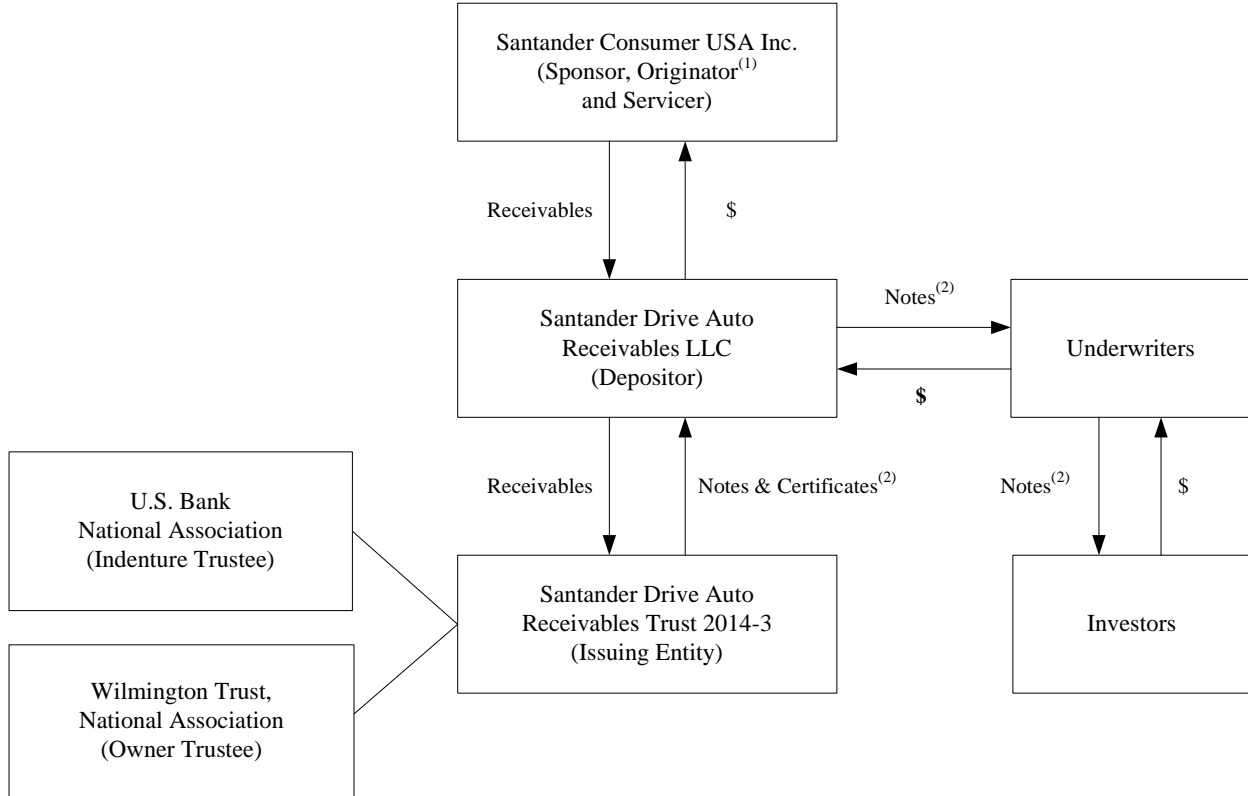 Santander Consumer USA Inc.
(Sponsor, Originator(1)
and Servicer)
Receivables
$
Santander Drive Auto
Receivables LLC
(Depositor)
Notes(2)
$
Underwriters
Receivables
Notes & Certificates(2)
Notes(2)
$
U.S. Bank
National Association
(Indenture Trustee)
Santander Drive Auto
Receivables Trust 2014-3
(Issuing Entity)
Investors
Wilmington Trust,
National Association
(Owner Trustee)